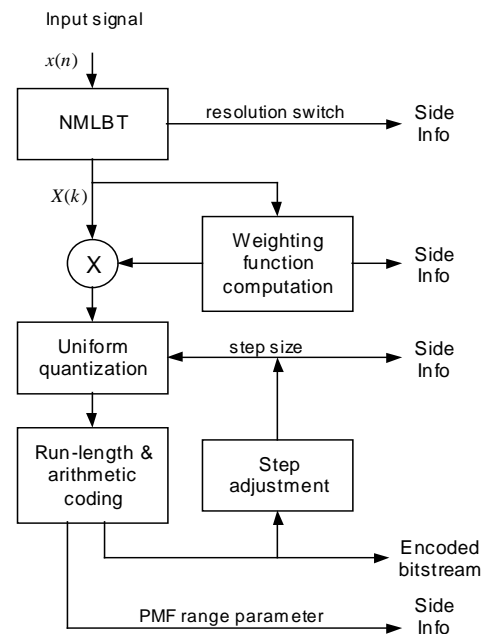 Input signal
x(n)
NMLBT
resolution switch
Side
Info
X(k)
Weighting
function
computation
Side
Info
X
Uniform
quantization
step size
Side
Info
Run-length &
arithmetic
coding
Step
adjustment
Encoded
bitstream
PMF range parameter
Side
Info